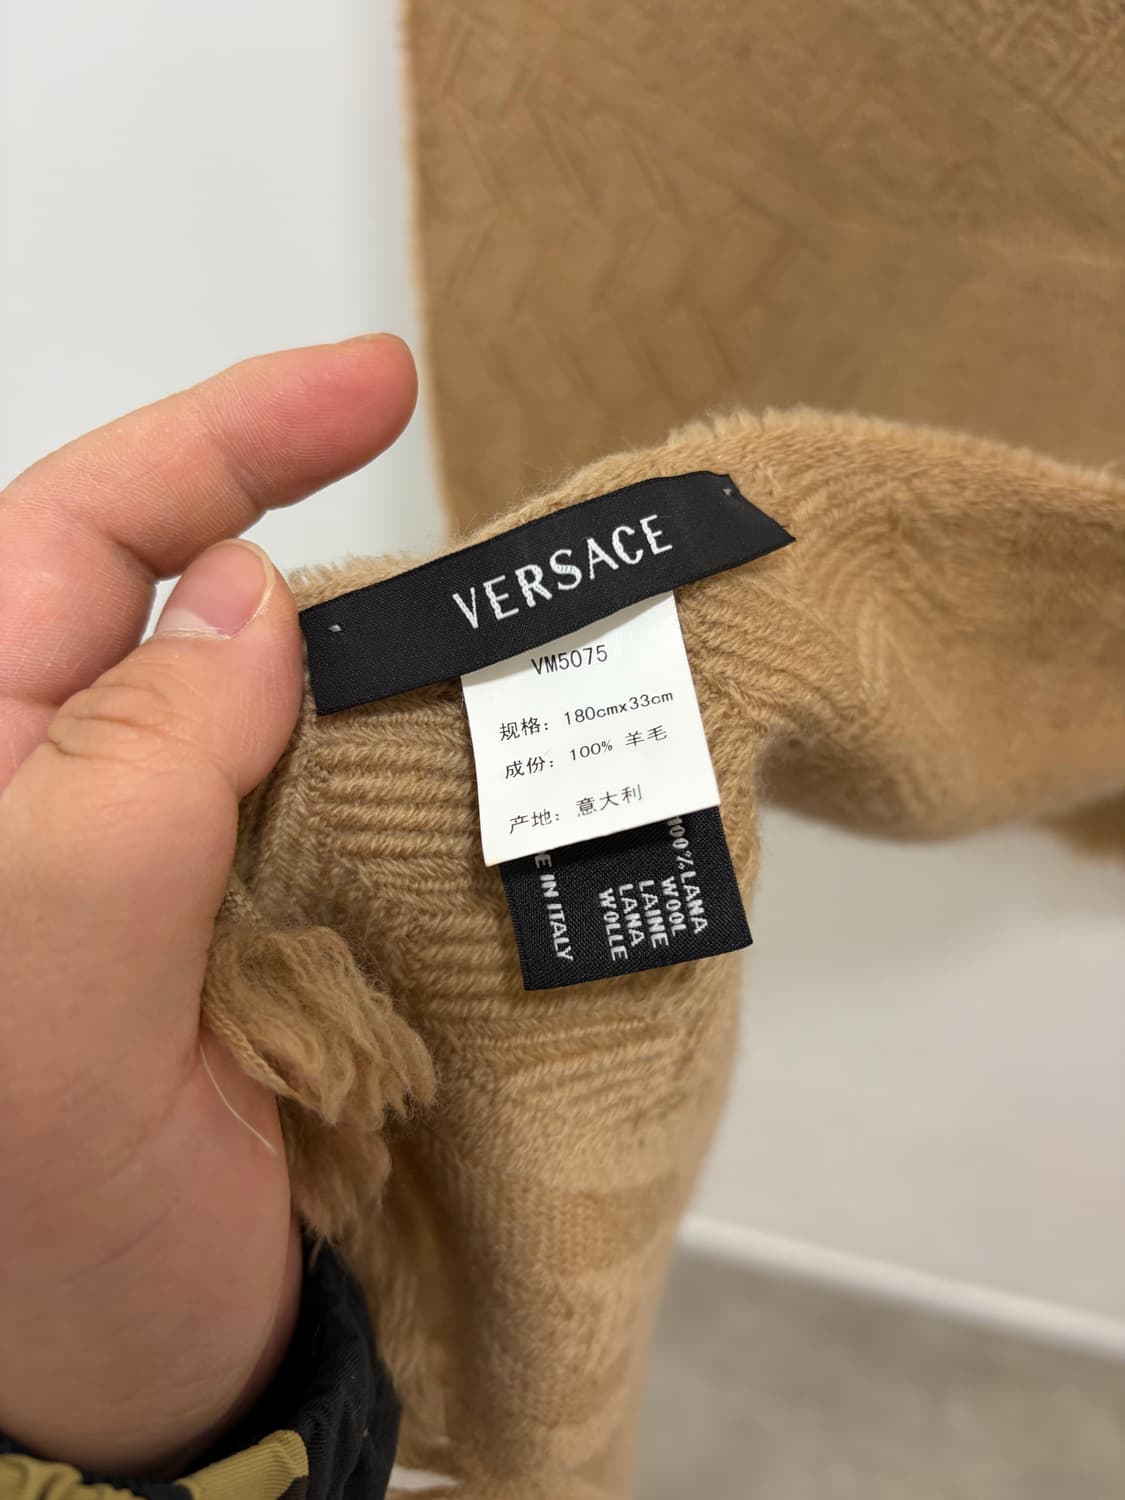 VERSACE
VM5075
规格: 180cmx33cm
成份: 100% 羊毛
产地: 意大利
100%LANA
WOOL
LAINE
LANA
WOLLE
E IN ITALY